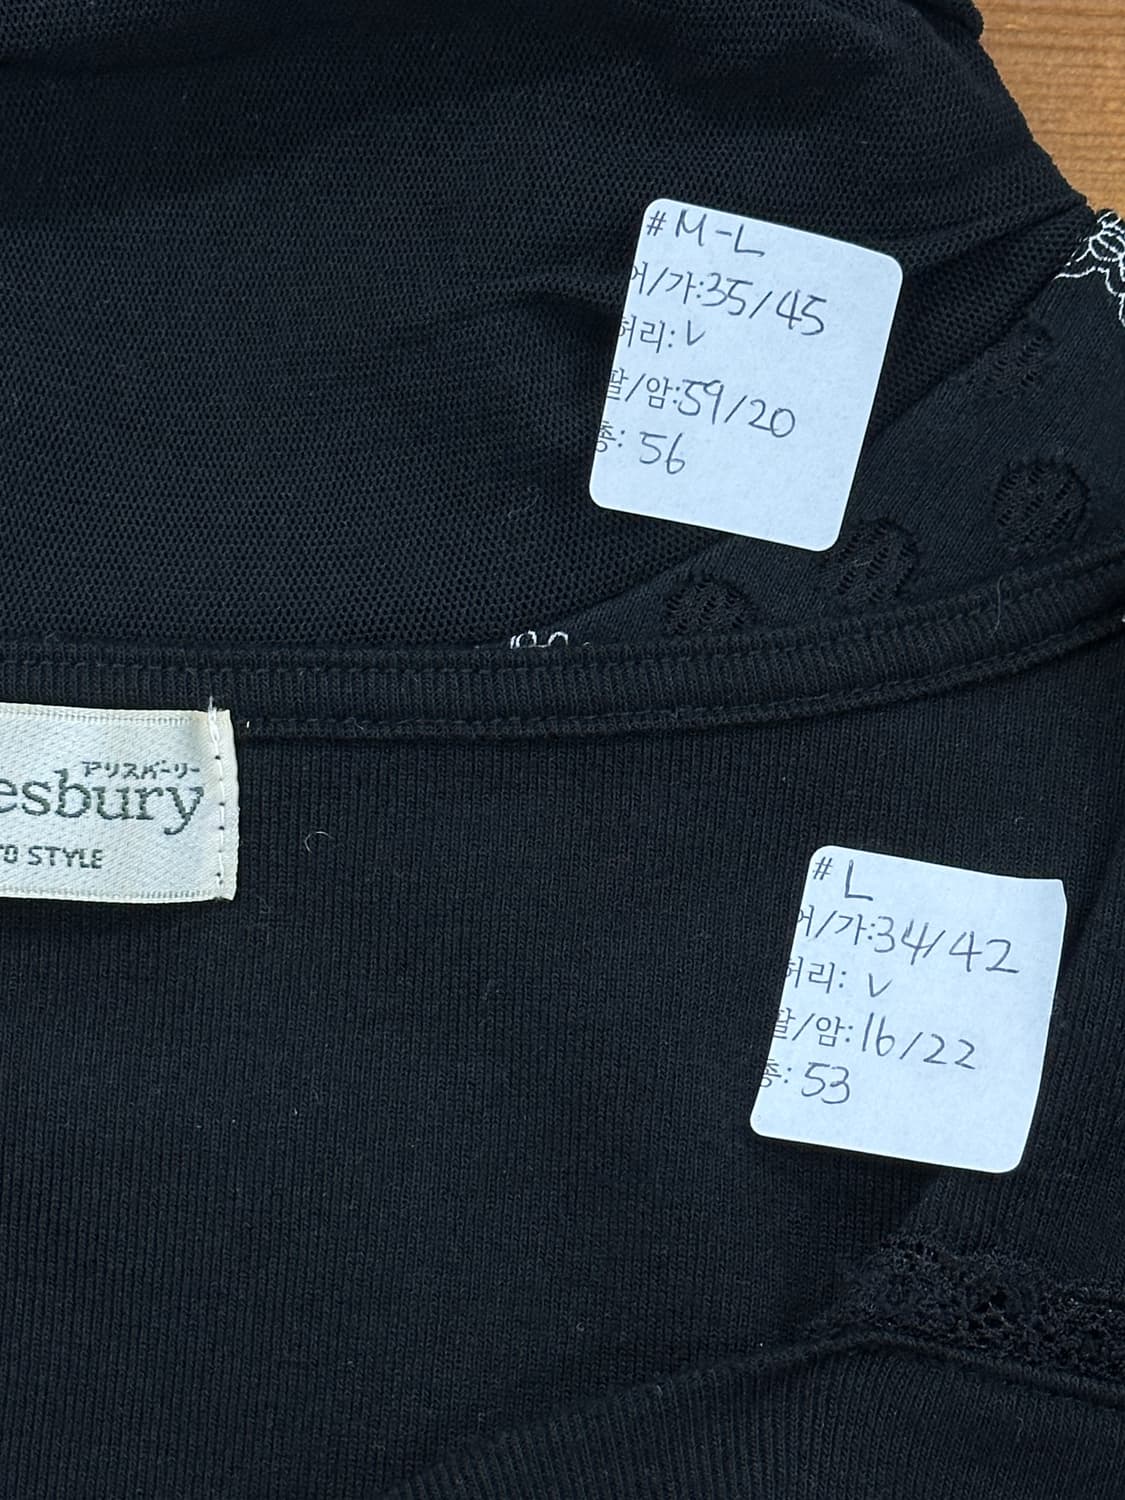 # M-L
어/가:35/45
허리: V
팔/암:59/20
총: 56
アリスバーリー
esbury
TO STYLE
# L
어/가:34/42
허리: V
팔/암:16/22
총: 53